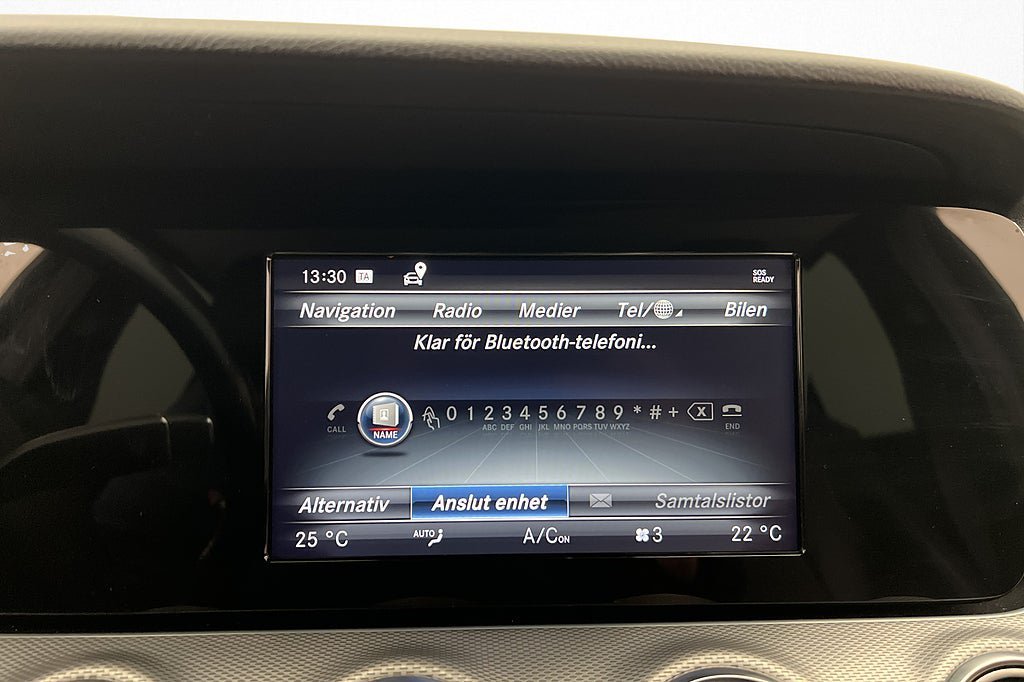 13:30 TA SOS READY
Navigation Radio Medier Tel/ Bilen
Klar för Bluetooth-telefoni...
CALL NAME 0 1 2 3 4 5 6 7 8 9 * # + X END
ABC DEF GHI JKL MNO PQRS TUV WXYZ
Alternativ Anslut enhet Samtalslistor
25 °C AUTO A/C ON 3 22 °C